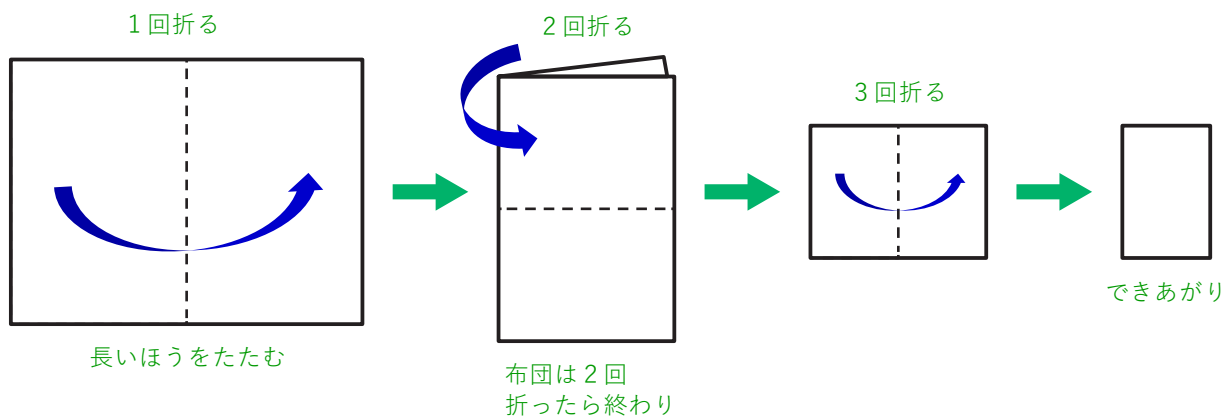 1回折る
長いほうをたたむ
2回折る
布団は2回
折ったら終わり
3回折る
できあがり